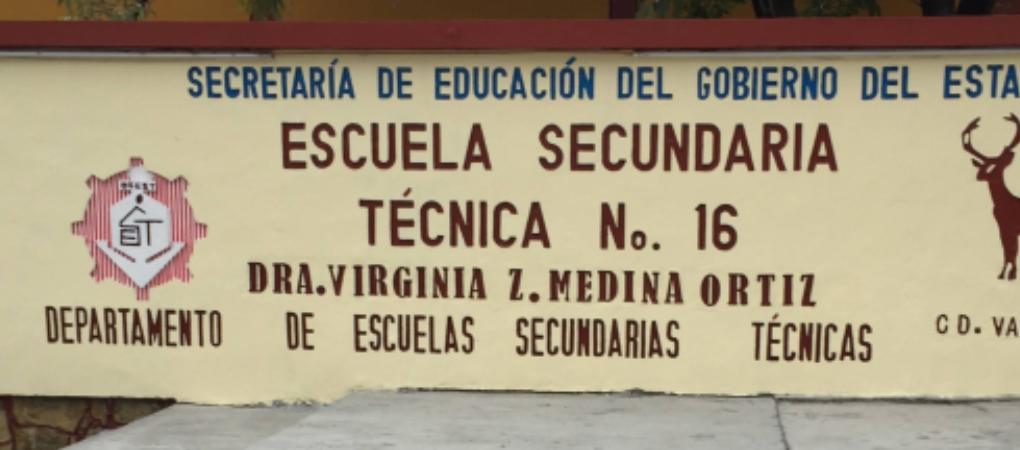 SECRETARÍA DE EDUCACIÓN DEL GOBIERNO DEL ESTA
ESCUELA SECUNDARIA
TÉCNICA No. 16
DRA.VIRGINIA Z.MEDINA ORTIZ
DEPARTAMENTO DE ESCUELAS SECUNDARIAS TÉCNICAS
CD. VA